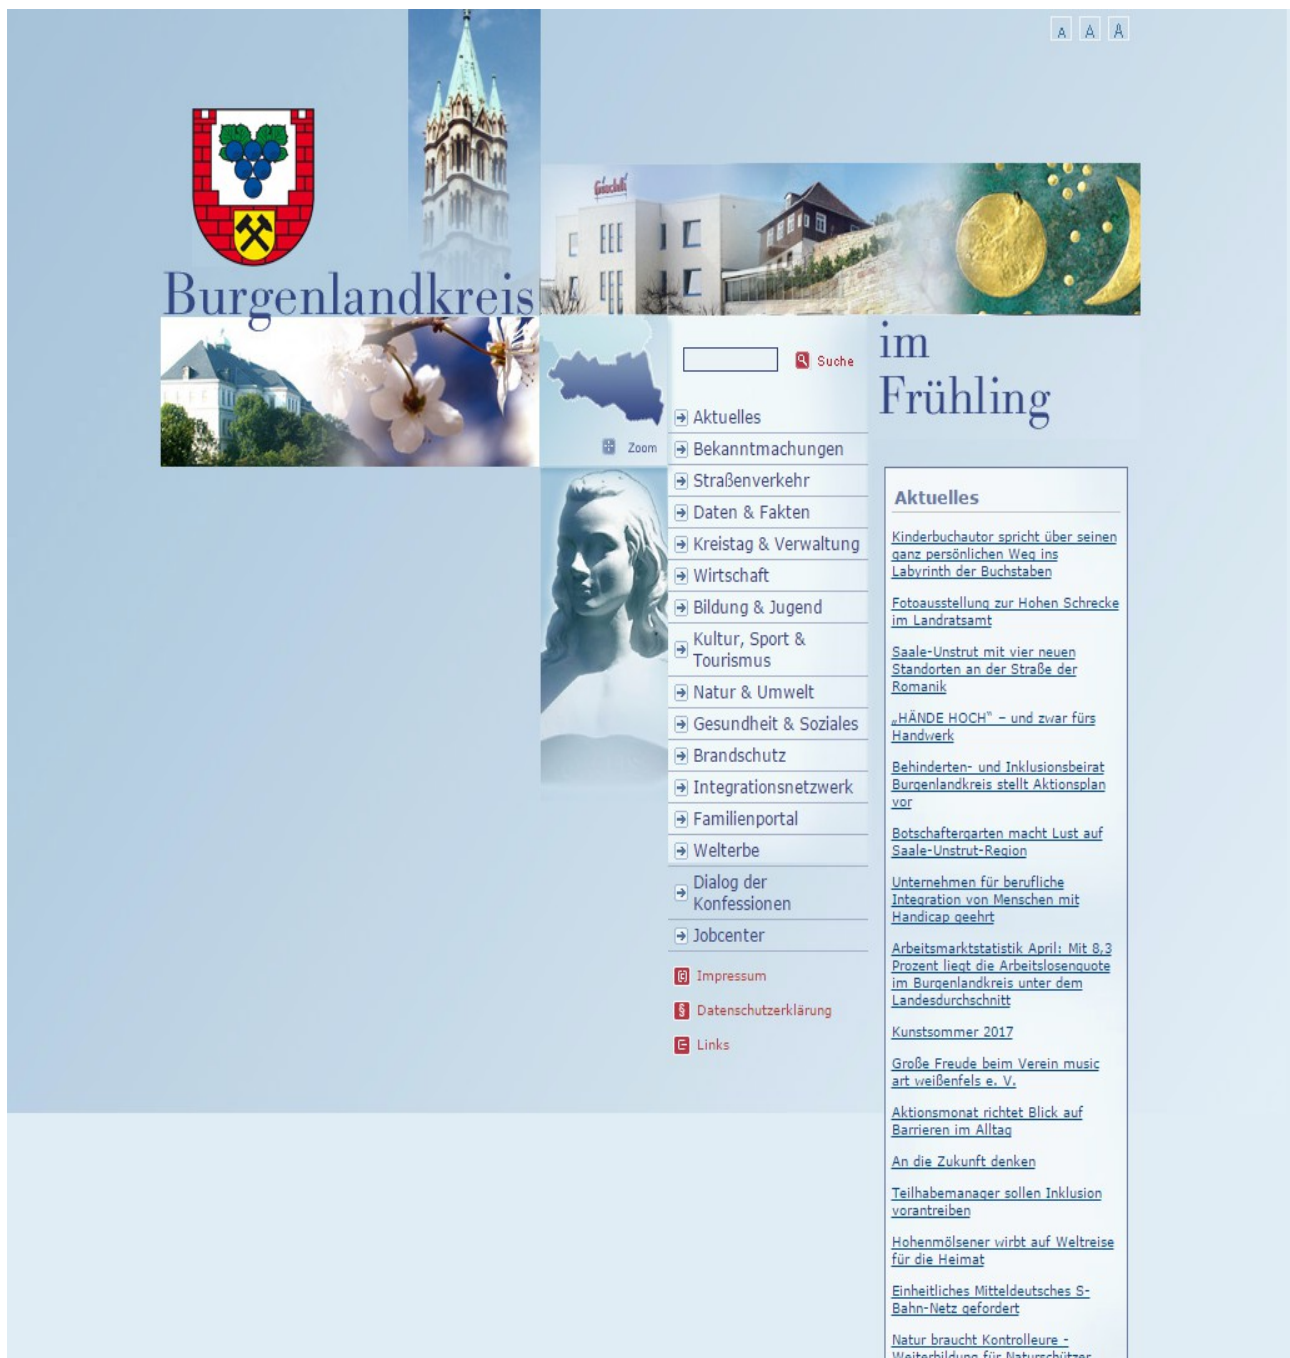 A A A
Burgenlandkreis
im
Frühling
Suche
Zoom
Aktuelles
Bekanntmachungen
Straßenverkehr
Daten & Fakten
Kreistag & Verwaltung
Wirtschaft
Bildung & Jugend
Kultur, Sport &
Tourismus
Natur & Umwelt
Gesundheit & Soziales
Brandschutz
Integrationsnetzwerk
Familienportal
Welterbe
Dialog der
Konfessionen
Jobcenter
Impressum
§ Datenschutzerklärung
Links
Aktuelles
Kinderbuchautor spricht über seinen
ganz persönlichen Weg ins
Labyrinth der Buchstaben
Fotoausstellung zur Hohen Schrecke
im Landratsamt
Saale-Unstrut mit vier neuen
Standorten an der Straße der
Romanik
„HÄNDE HOCH“ – und zwar fürs
Handwerk
Behinderten- und Inklusionsbeirat
Burgenlandkreis stellt Aktionsplan
vor
Botschaftergarten macht Lust auf
Saale-Unstrut-Region
Unternehmen für berufliche
Integration von Menschen mit
Handicap geehrt
Arbeitsmarktstatistik April: Mit 8,3
Prozent liegt die Arbeitslosenquote
im Burgenlandkreis unter dem
Landesdurchschnitt
Kunstsommer 2017
Große Freude beim Verein music
art weißenfels e. V.
Aktionsmonat richtet Blick auf
Barrieren im Alltag
An die Zukunft denken
Teilhabemanager sollen Inklusion
vorantreiben
Hohenmölsener wirbt auf Weltreise
für die Heimat
Einheitliches Mitteldeutsches S-
Bahn-Netz gefordert
Natur braucht Kontrolleure -
Weiterbildung für Naturschützer